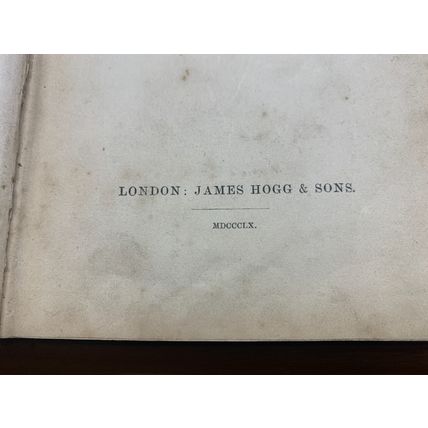 LONDON: JAMES HOGG & SONS.
MDCCCLX.